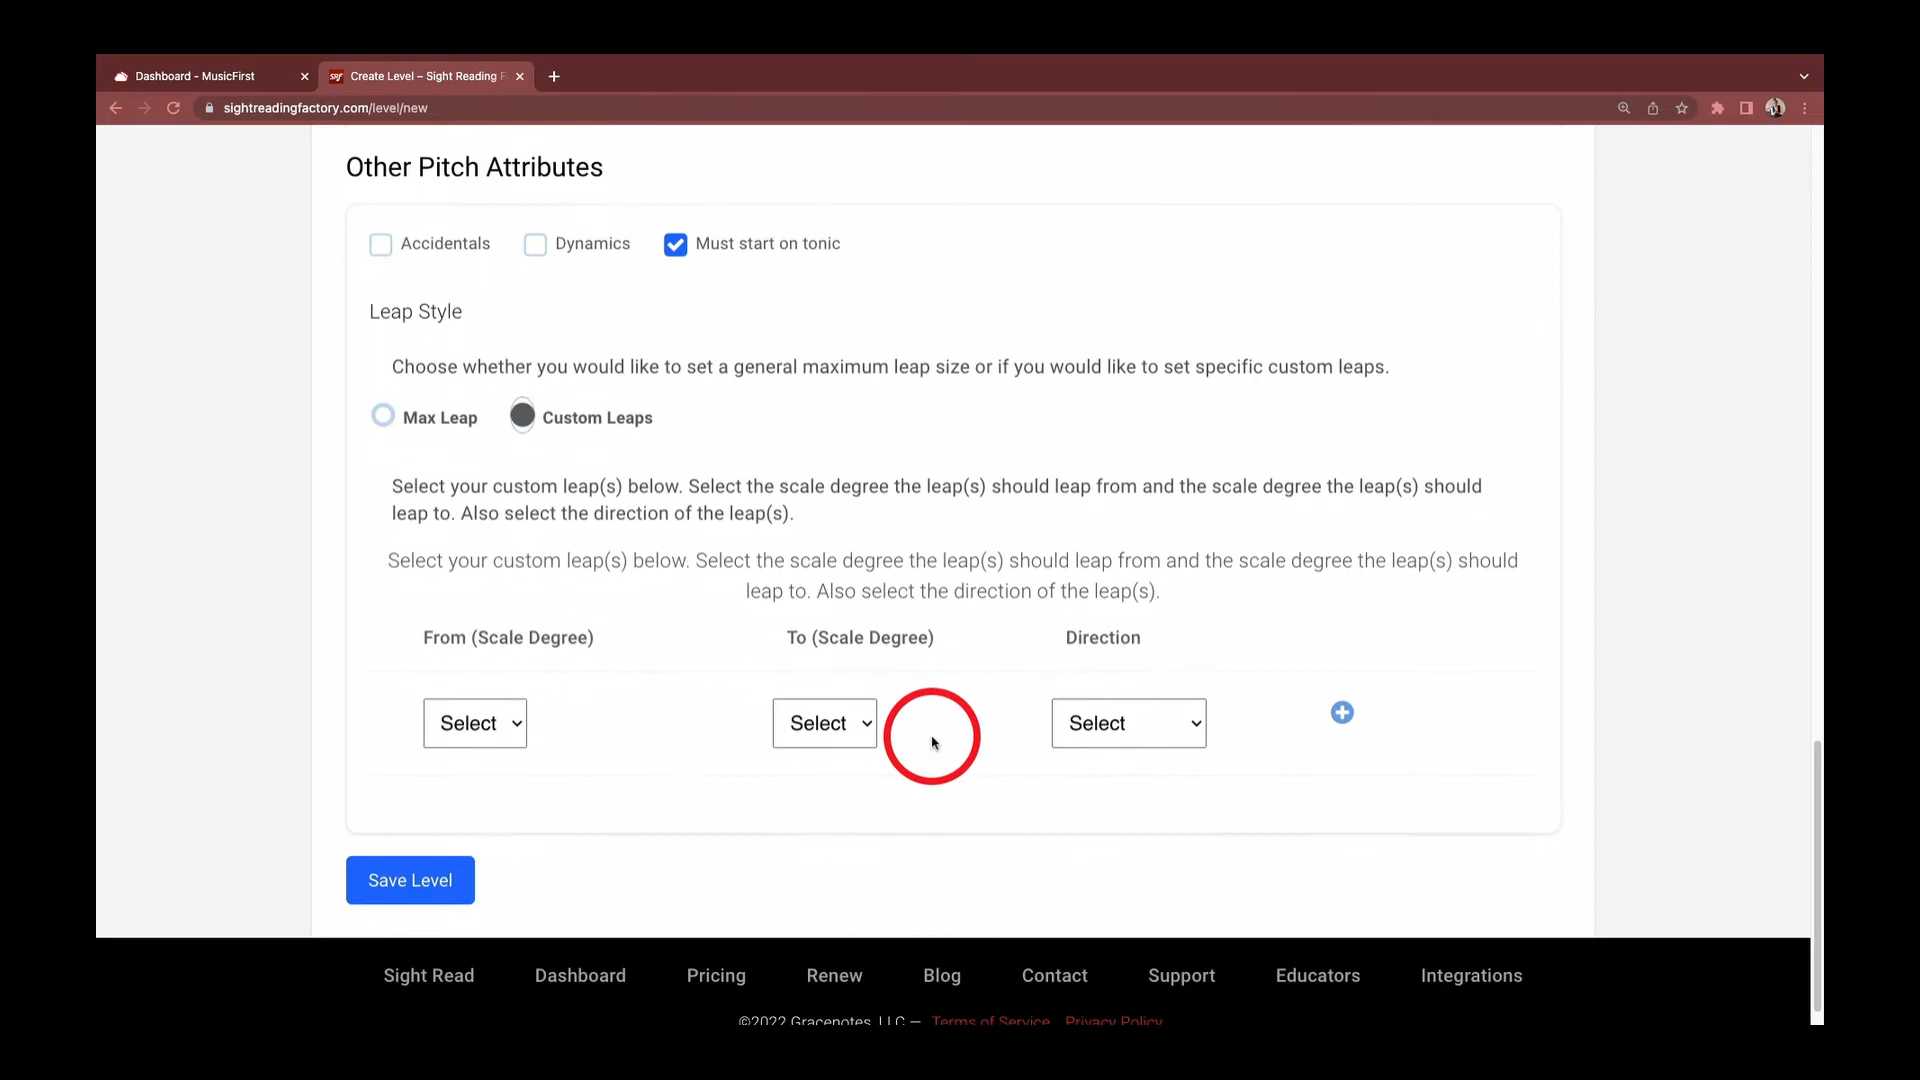 Dashboard - MusicFirst
Create Level – Sight Reading F
sightreadingfactory.com/level/new
Other Pitch Attributes
Accidentals
Dynamics
Must start on tonic
Leap Style
Choose whether you would like to set a general maximum leap size or if you would like to set specific custom leaps.
Max Leap
Custom Leaps
Select your custom leap(s) below. Select the scale degree the leap(s) should leap from and the scale degree the leap(s) should
leap to. Also select the direction of the leap(s).
Select your custom leap(s) below. Select the scale degree the leap(s) should leap from and the scale degree the leap(s) should
leap to. Also select the direction of the leap(s).
From (Scale Degree)
To (Scale Degree)
Direction
Select
Select
Select
Save Level
Sight Read
Dashboard
Pricing
Renew
Blog
Contact
Support
Educators
Integrations
©2022 Gracenotes, LLC — Terms of Service Privacy Policy